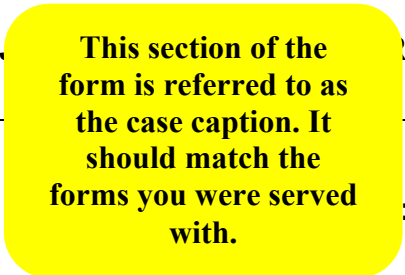 This section of the
form is referred to as
the case caption. It
should match the
forms you were served
with.